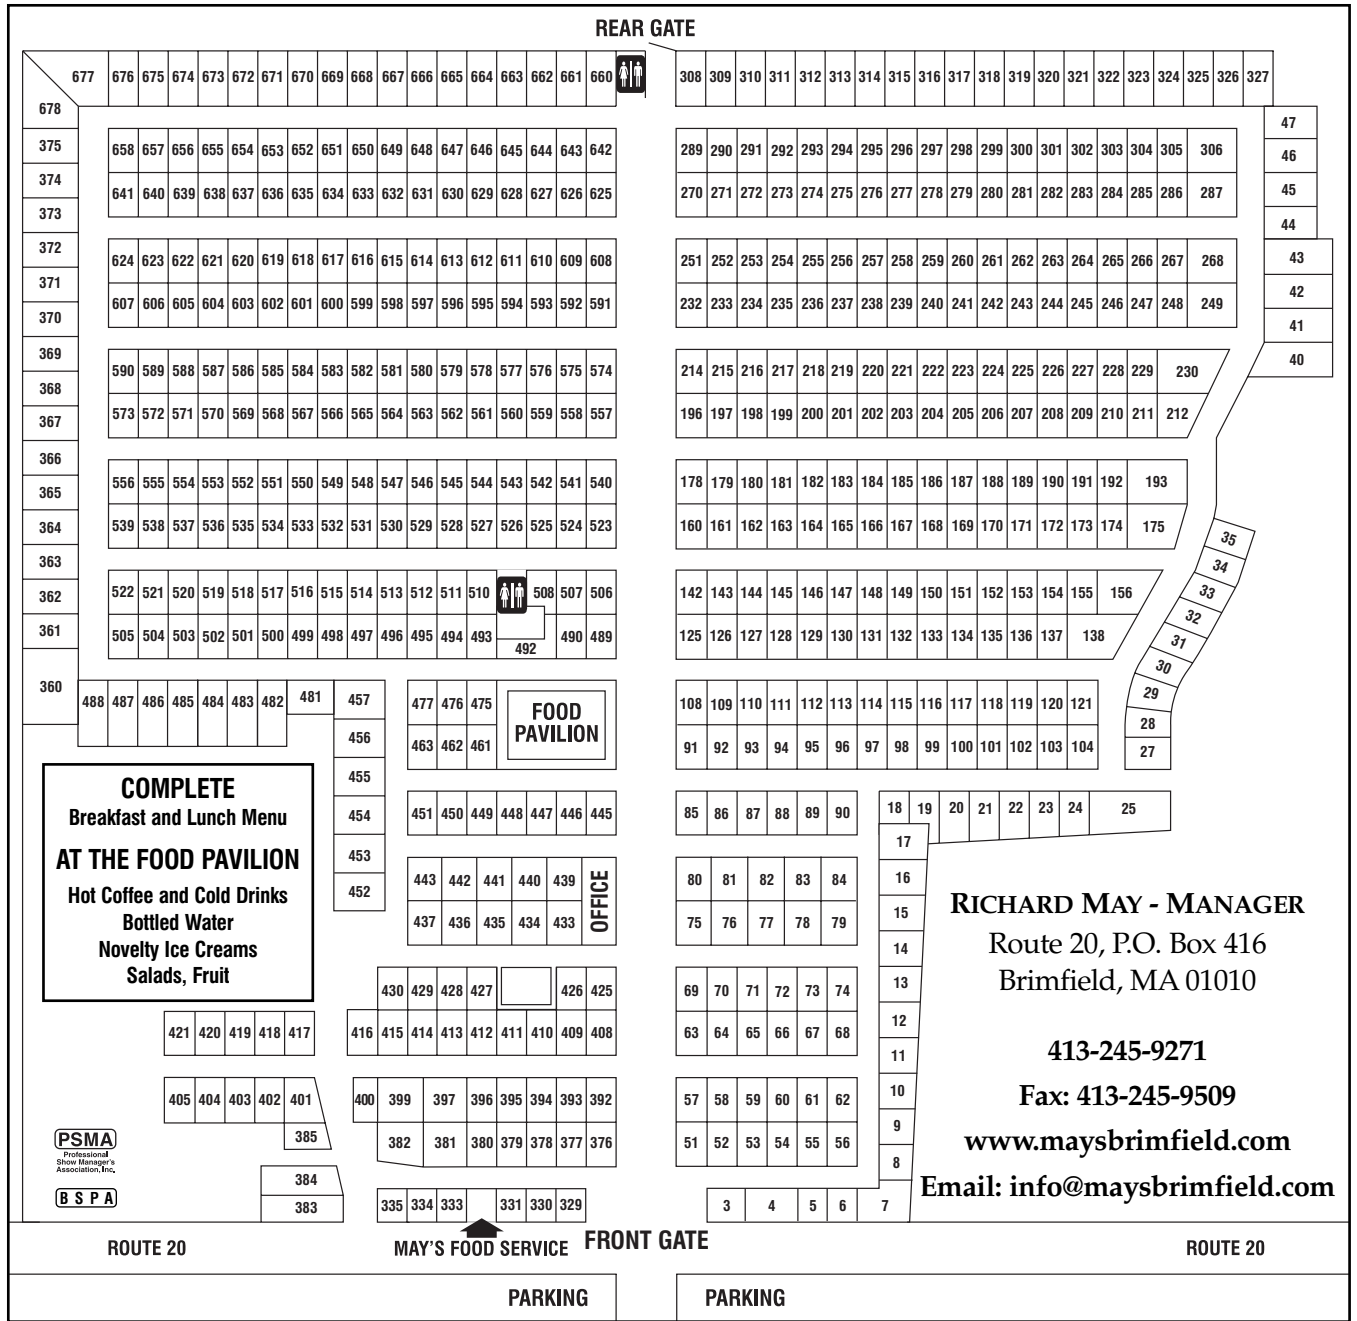 REAR GATE
677 676 675 674 673 672 671 670 669 668 667 666 665 664 663 662 661 660 308 309 310 311 312 313 314 315 316 317 318 319 320 321 322 323 324 325 326 327
678
47
375 658 657 656 655 654 653 652 651 650 649 648 647 646 645 644 643 642 289 290 291 292 293 294 295 296 297 298 299 300 301 302 303 304 305 306 46
374 641 640 639 638 637 636 635 634 633 632 631 630 629 628 627 626 625 270 271 272 273 274 275 276 277 278 279 280 281 282 283 284 285 286 287 45
373 44
372 624 623 622 621 620 619 618 617 616 615 614 613 612 611 610 609 608 251 252 253 254 255 256 257 258 259 260 261 262 263 264 265 266 267 268 43
371 42
370 607 606 605 604 603 602 601 600 599 598 597 596 595 594 593 592 591 232 233 234 235 236 237 238 239 240 241 242 243 244 245 246 247 248 249 41
369 40
368 590 589 588 587 586 585 584 583 582 581 580 579 578 577 576 575 574 214 215 216 217 218 219 220 221 222 223 224 225 226 227 228 229 230
367 573 572 571 570 569 568 567 566 565 564 563 562 561 560 559 558 557 196 197 198 199 200 201 202 203 204 205 206 207 208 209 210 211 212
366
365 556 555 554 553 552 551 550 549 548 547 546 545 544 543 542 541 540 178 179 180 181 182 183 184 185 186 187 188 189 190 191 192 193
364 539 538 537 536 535 534 533 532 531 530 529 528 527 526 525 524 523 160 161 162 163 164 165 166 167 168 169 170 171 172 173 174 175 35
363 34
362 522 521 520 519 518 517 516 515 514 513 512 511 510 508 507 506 142 143 144 145 146 147 148 149 150 151 152 153 154 155 156 33
32
361 505 504 503 502 501 500 499 498 497 496 495 494 493 492 490 489 125 126 127 128 129 130 131 132 133 134 135 136 137 138 31
30
360 488 487 486 485 484 483 482 481 457 477 476 475 108 109 110 111 112 113 114 115 116 117 118 119 120 121 29
FOOD
PAVILION
28
456 463 462 461 91 92 93 94 95 96 97 98 99 100 101 102 103 104 27
455
454 451 450 449 448 447 446 445 85 86 87 88 89 90 18 19 20 21 22 23 24 25
453 17
452 443 442 441 440 439 80 81 82 83 84 16
OFFICE
437 436 435 434 433 75 76 77 78 79 15
14
COMPLETE
Breakfast and Lunch Menu
AT THE FOOD PAVILION
Hot Coffee and Cold Drinks
Bottled Water
Novelty Ice Creams
Salads, Fruit
430 429 428 427 426 425 69 70 71 72 73 74 13
421 420 419 418 417 416 415 414 413 412 411 410 409 408 63 64 65 66 67 68 12
11
405 404 403 402 401 400 399 397 396 395 394 393 392 57 58 59 60 61 62 10
385 382 381 380 379 378 377 376 51 52 53 54 55 56 9
8
384
383 335 334 333 331 330 329 3 4 5 6 7
RICHARD MAY - MANAGER
Route 20, P.O. Box 416
Brimfield, MA 01010
413-245-9271
Fax: 413-245-9509
www.maysbrimfield.com
Email: info@maysbrimfield.com
PSMA
Professional
Show Manager's
Association, Inc.
BSPA
ROUTE 20 MAY'S FOOD SERVICE FRONT GATE ROUTE 20
PARKING PARKING